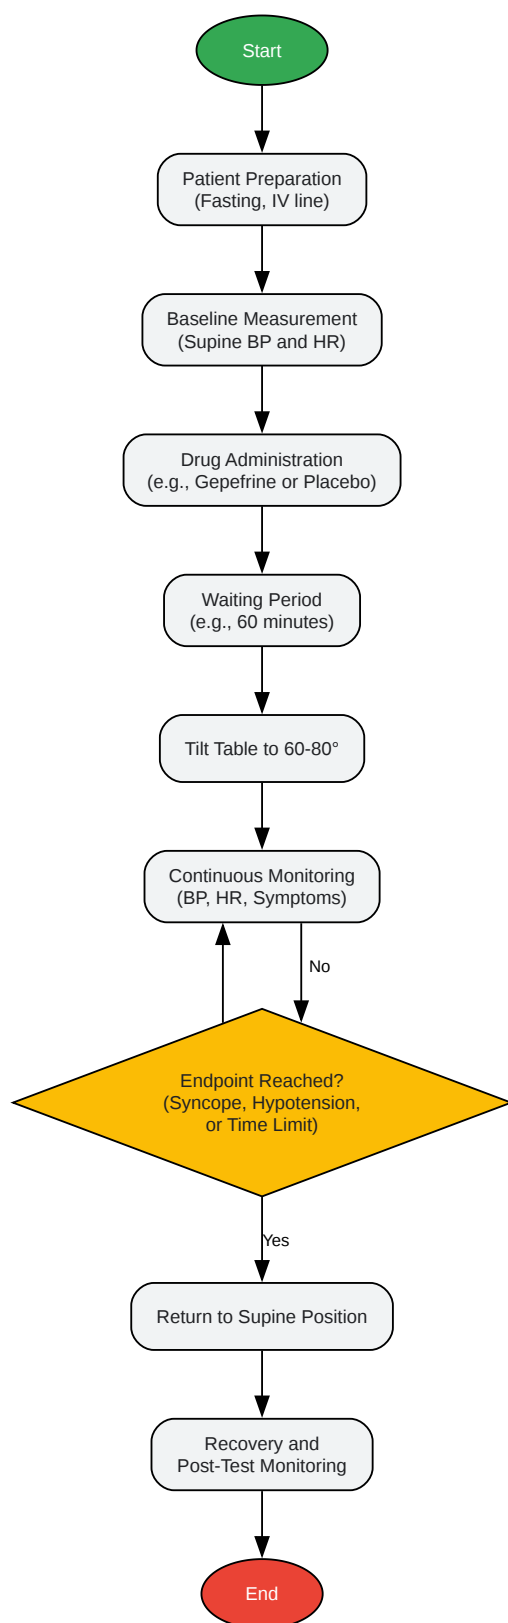 Start
Patient Preparation
(Fasting, IV line)
Baseline Measurement
(Supine BP and HR)
Drug Administration
(e.g., Gepefrine or Placebo)
Waiting Period
(e.g., 60 minutes)
Tilt Table to 60-80°
Continuous Monitoring
(BP, HR, Symptoms)
No
Endpoint Reached?
(Syncope, Hypotension,
or Time Limit)
Yes
Return to Supine Position
Recovery and
Post-Test Monitoring
End